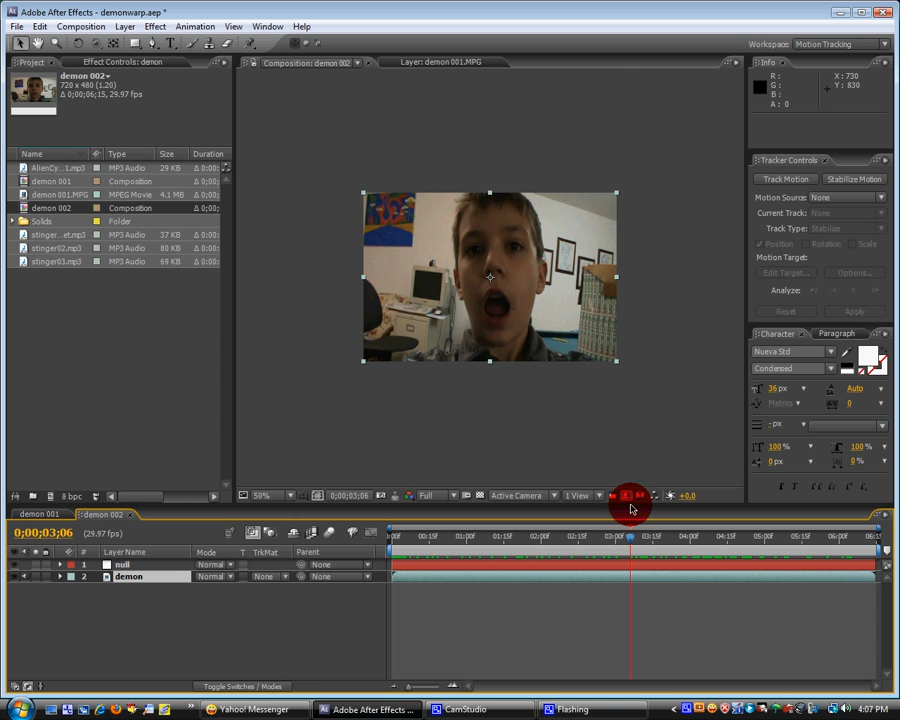 Adobe After Effects - demonwarp.aep *
File Edit Composition Layer Effect Animation View Window Help
Workspace: Motion Tracking
Project × Effect Controls: demon
demon 002▾
720 x 480 (1.20)
Δ 0;00;06;15, 29.97 fps
Composition: demon 002
Layer: demon 001.MPG
Info ×
R :
G :
B :
A : 0
X : 730
Y : 830
Name Type Size Duration
AlienCy...1.mp3 MP3 Audio 29 KB Δ 0:00:
demon 001 Composition Δ 0;00;
demon 001.MPG MPEG Movie 4.1 MB Δ 0;00;
demon 002 Composition Δ 0;00;
Solids Folder
stinger...et.mp3 MP3 Audio 37 KB Δ 0:00:
stinger02.mp3 MP3 Audio 80 KB Δ 0:00:
stinger03.mp3 MP3 Audio 69 KB Δ 0:00:
Tracker Controls ×
Track Motion Stabilize Motion
Motion Source: None
Current Track: None
Track Type: Stabilize
Position Rotation Scale
Motion Target:
Edit Target... Options...
Analyze:
Reset Apply
Character × Paragraph
Nueva Std
Condensed
36 px Auto
Metrics 0
- px
100 % 100 %
0 px 0 %
8 bpc
50% 0;00;03;06 Full Active Camera 1 View +0.0
demon 001 demon 002 ×
0;00;03;06 (29.97 fps)
:00f 00:15f 01:00f 01:15f 02:00f 02:15f 03:00f 03:15f 04:00f 04:15f 05:00f 05:15f 06:00f 06:15
# Layer Name Mode T TrkMat Parent
1 null Normal None
2 demon Normal None None
Toggle Switches / Modes
Yahoo! Messenger Adobe After Effects ... CamStudio Flashing 4:07 PM